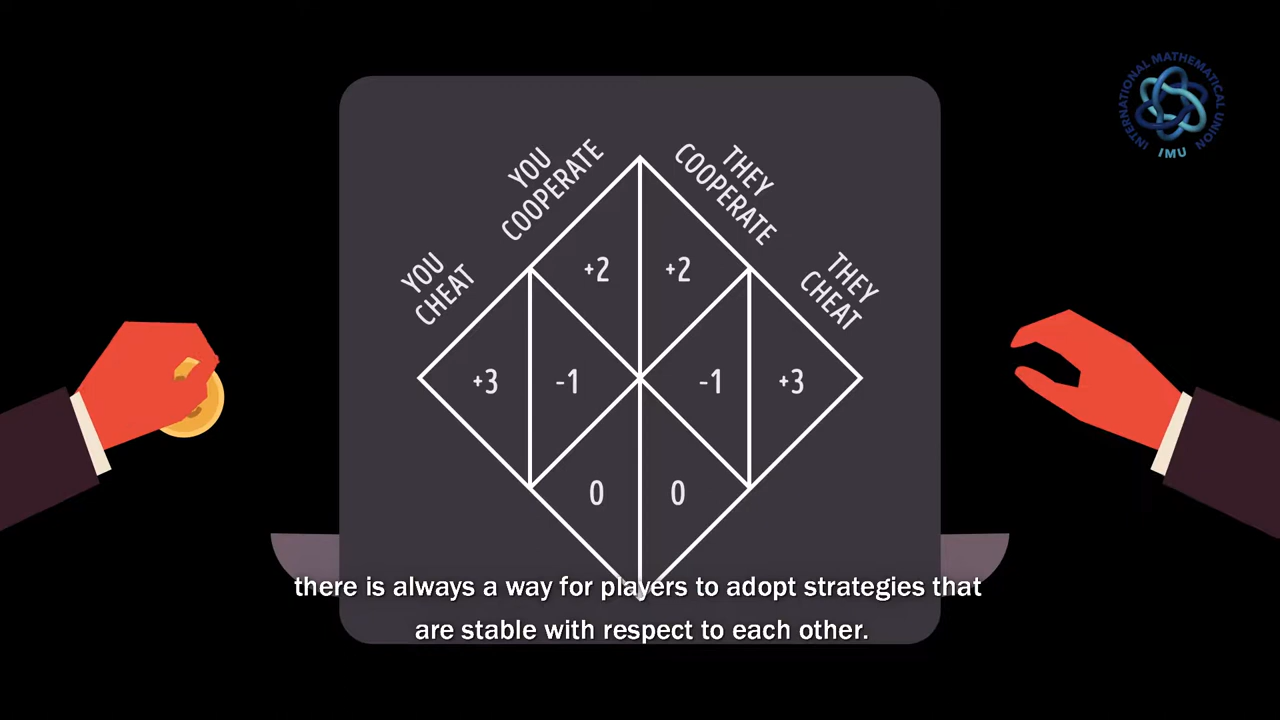 INTERNATIONAL MATHEMATICAL UNION
IMU
YOU
COOPERATE
THEY
COOPERATE
YOU
CHEAT
THEY
CHEAT
+2 +2
+3 -1 -1 +3
0 0
there is always a way for players to adopt strategies that
are stable with respect to each other.